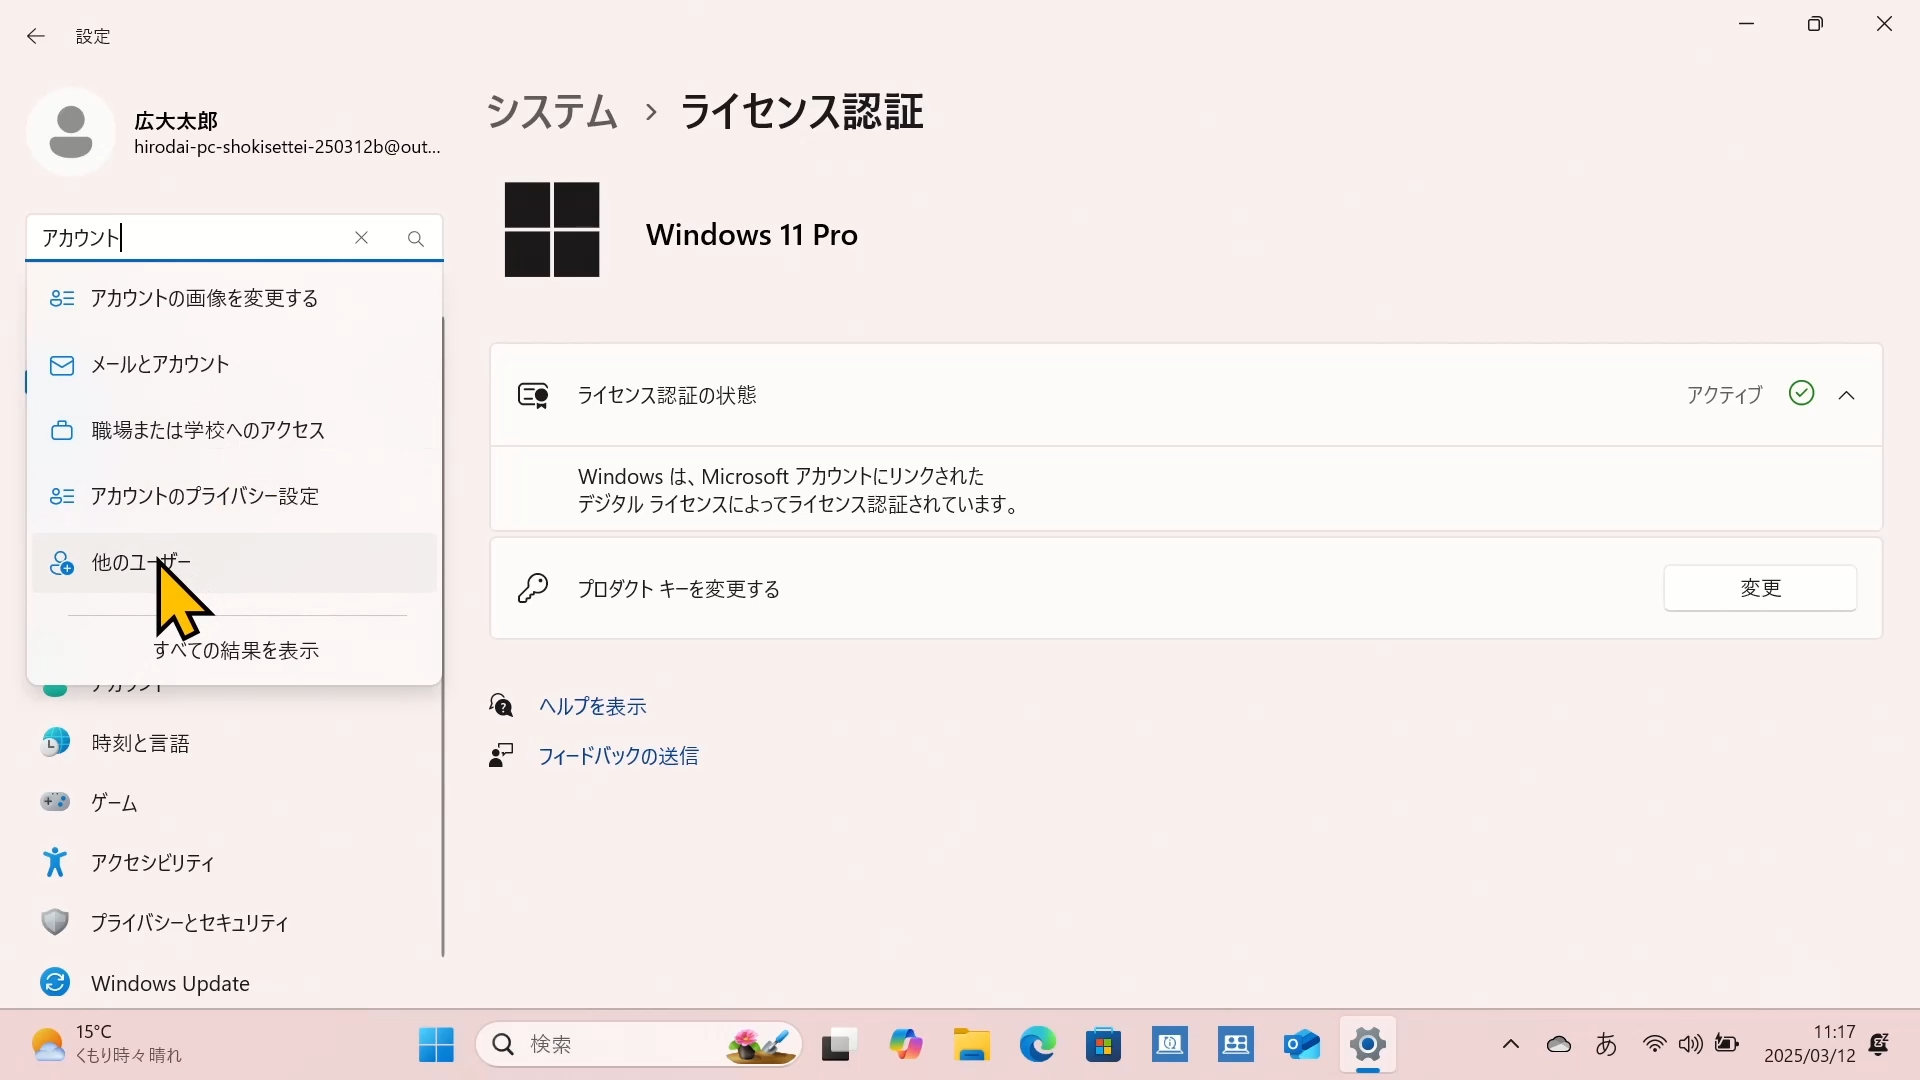 設定
広大太郎
hirodai-pc-shokisettei-250312b@out...
アカウント
アカウントの画像を変更する
メールとアカウント
職場または学校へのアクセス
アカウントのプライバシー設定
他のユーザー
すべての結果を表示
アカウント
時刻と言語
ゲーム
アクセシビリティ
プライバシーとセキュリティ
Windows Update
システム › ライセンス認証
Windows 11 Pro
ライセンス認証の状態
アクティブ
Windows は、Microsoft アカウントにリンクされた
デジタル ライセンスによってライセンス認証されています。
プロダクト キーを変更する
変更
ヘルプを表示
フィードバックの送信
15°C
くもり時々晴れ
検索
あ
11:17
2025/03/12